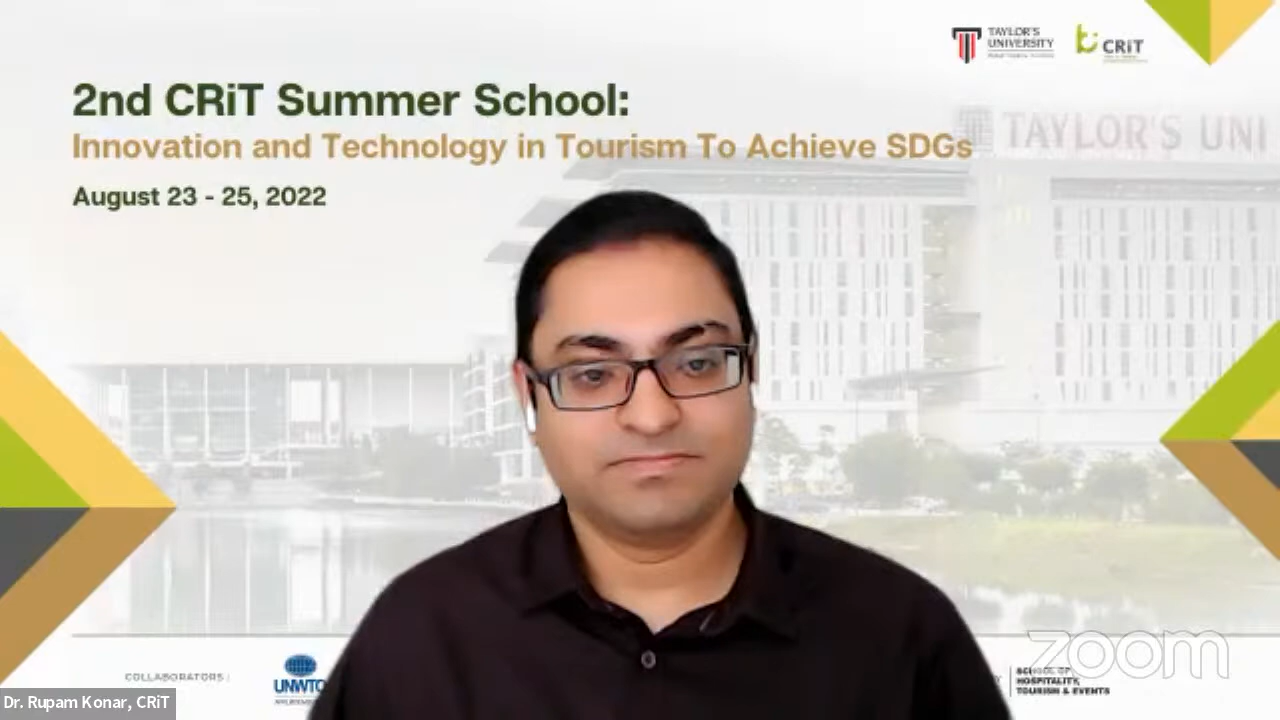 TAYLOR'S
UNIVERSITY
CRiT
2nd CRiT Summer School:
Innovation and Technology in Tourism To Achieve SDGs
August 23 - 25, 2022
TAYLOR'S UNI
COLLABORATORS :
UNWTO
SCHOOL OF
HOSPITALITY,
TOURISM & EVENTS
zoom
Dr. Rupam Konar, CRiT